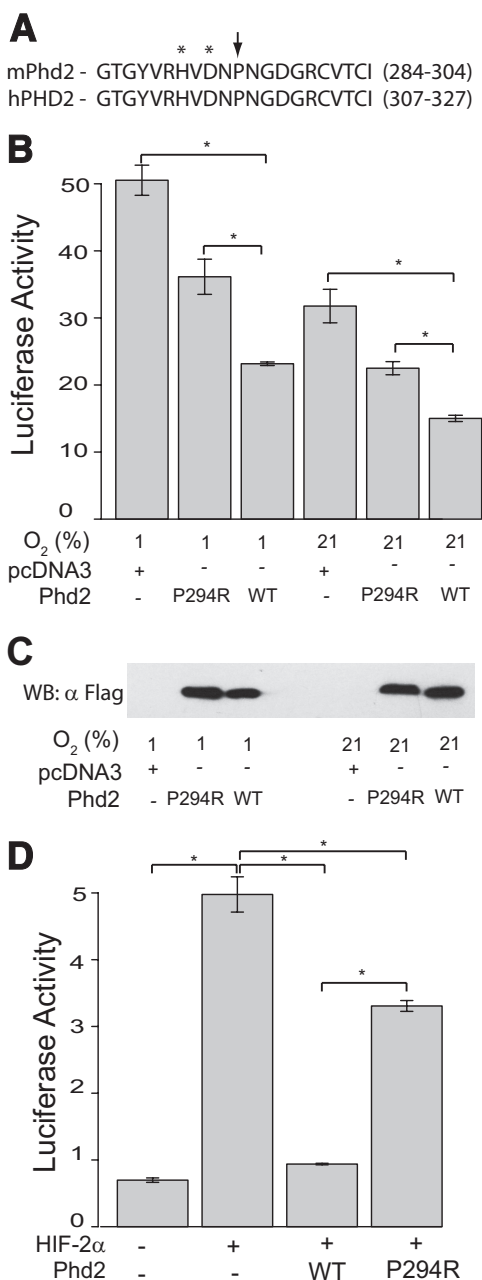 A
* *
mPhd2 - GTGYVRHVDNPNGDGRCVTCI (284-304)
hPHD2 - GTGYVRHVDNPNGDGRCVTCI (307-327)
B
Luciferase Activity
50
40
30
20
10
0
* * * *
O2 (%) 1 1 1 21 21 21
pcDNA3 + - - + - -
Phd2 - P294R WT - P294R WT
C
WB: α Flag
O2 (%) 1 1 1 21 21 21
pcDNA3 + - - + - -
Phd2 - P294R WT - P294R WT
D
Luciferase Activity
5
4
3
2
1
0
* * * *
HIF-2α - + + +
Phd2 - - WT P294R